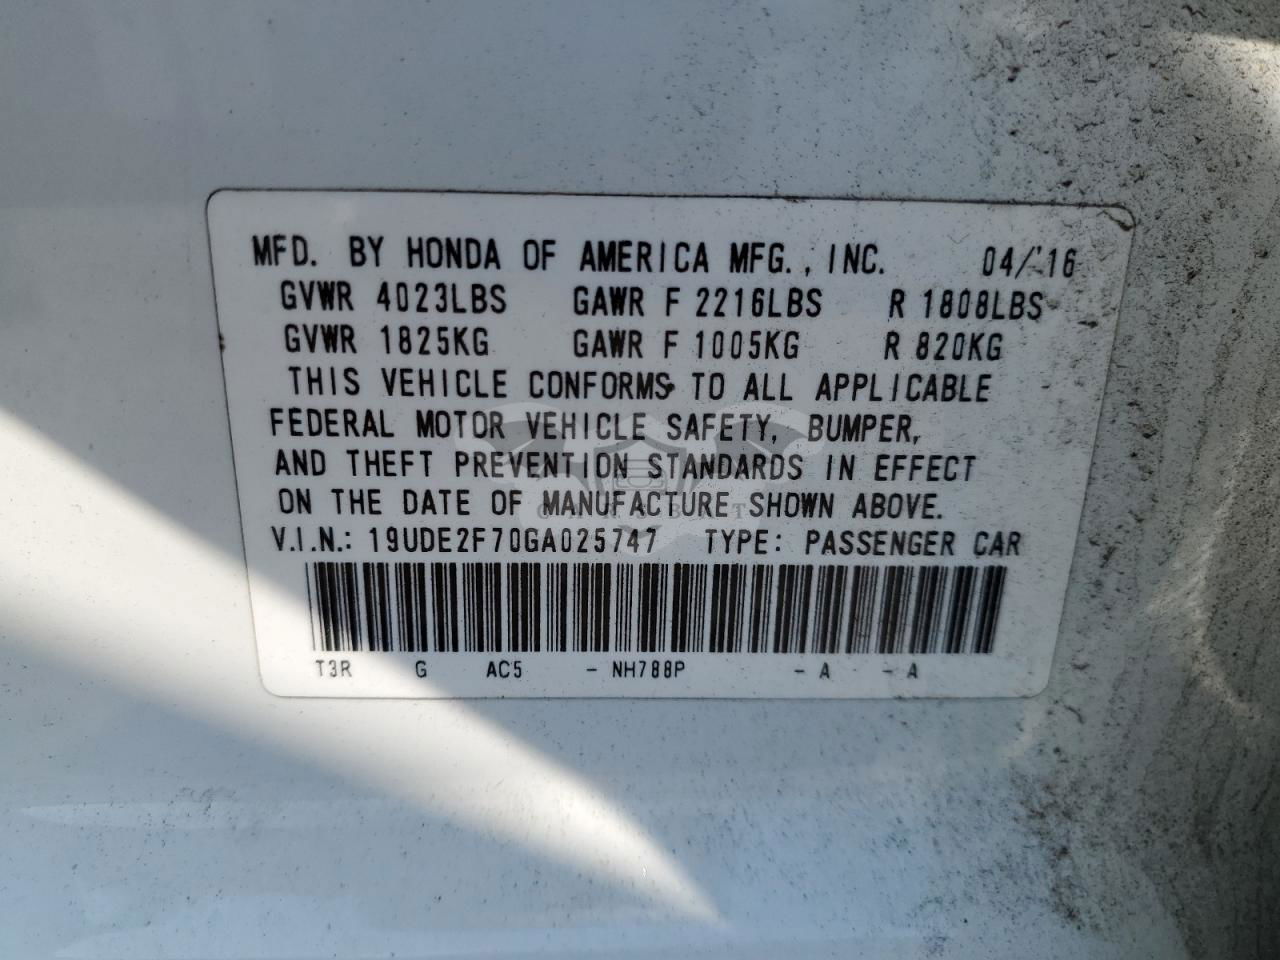 MFD. BY HONDA OF AMERICA MFG., INC. 04/'16
GVWR 4023LBS GAWR F 2216LBS R 1808LBS
GVWR 1825KG GAWR F 1005KG R 820KG
THIS VEHICLE CONFORMS TO ALL APPLICABLE
FEDERAL MOTOR VEHICLE SAFETY, BUMPER,
AND THEFT PREVENTION STANDARDS IN EFFECT
ON THE DATE OF MANUFACTURE SHOWN ABOVE.
V.I.N.: 19UDE2F70GA025747 TYPE: PASSENGER CAR
T3R G AC5 - NH788P - A - A